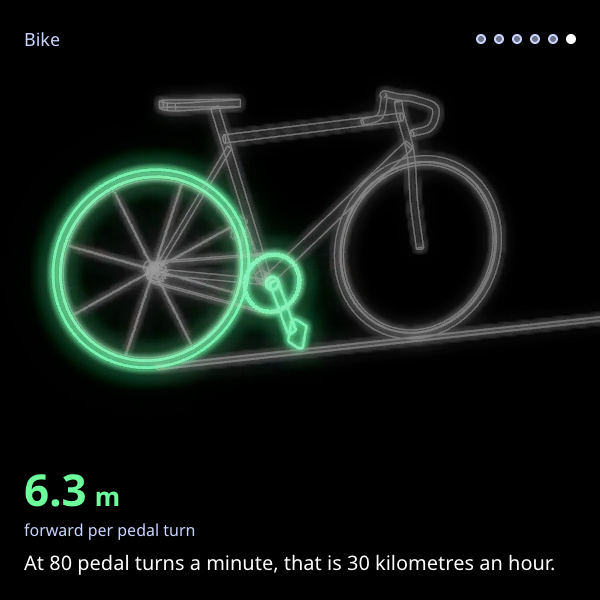 Bike
6.3 m
forward per pedal turn
At 80 pedal turns a minute, that is 30 kilometres an hour.